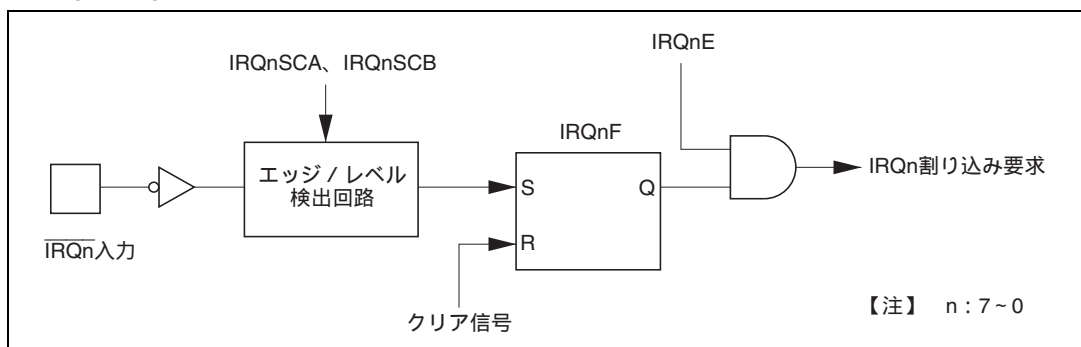 IRQnE
IRQnSCA、IRQnSCB
IRQnF
エッジ / レベル
検出回路
S
Q
R
IRQn割り込み要求
IRQn入力
クリア信号
【注】 n : 7 ~ 0